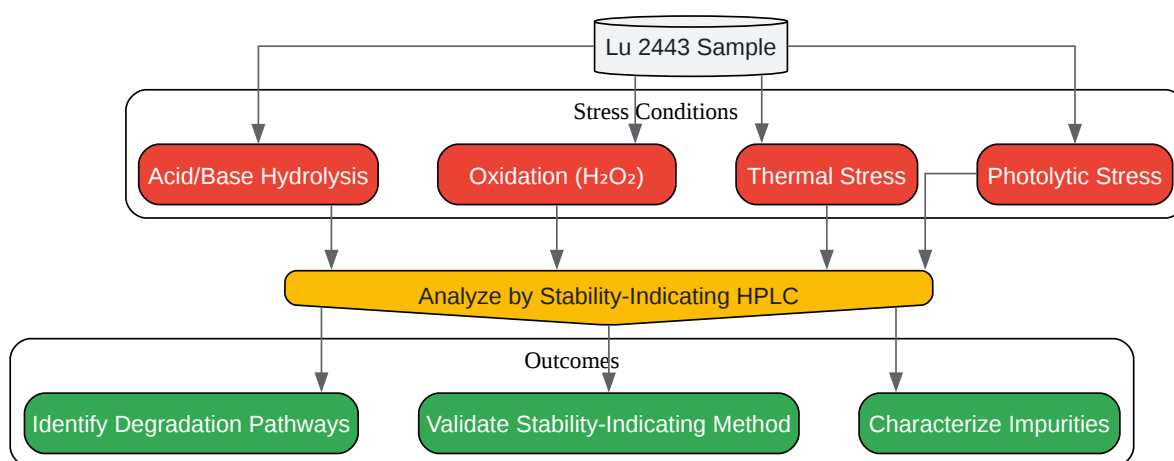 Lu 2443 Sample
Stress Conditions
Acid/Base Hydrolysis
Oxidation (H₂O₂)
Thermal Stress
Photolytic Stress
Analyze by Stability-Indicating HPLC
Outcomes
Identify Degradation Pathways
Validate Stability-Indicating Method
Characterize Impurities